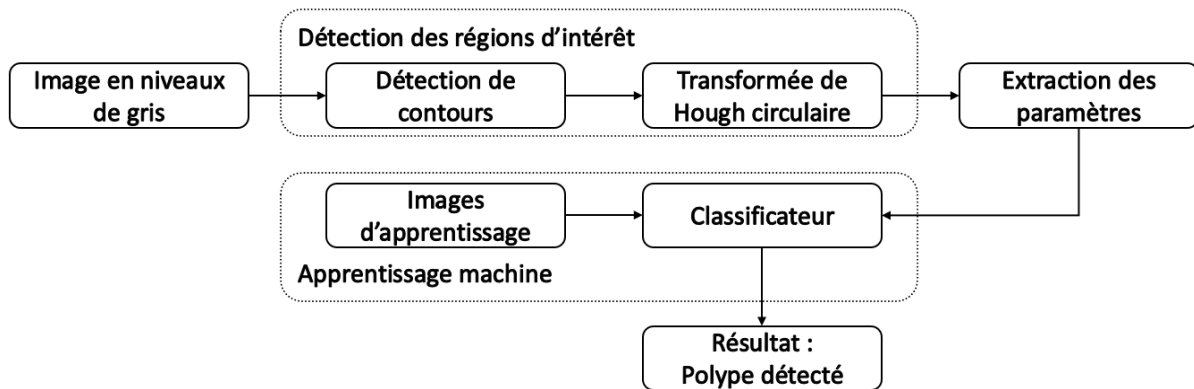 Détection des régions d'intérêt
Image en niveaux
de gris
Détection de
contours
Transformée de
Hough circulaire
Extraction des
paramètres
Images
d'apprentissage
Classificateur
Apprentissage machine
Résultat :
Polype détecté